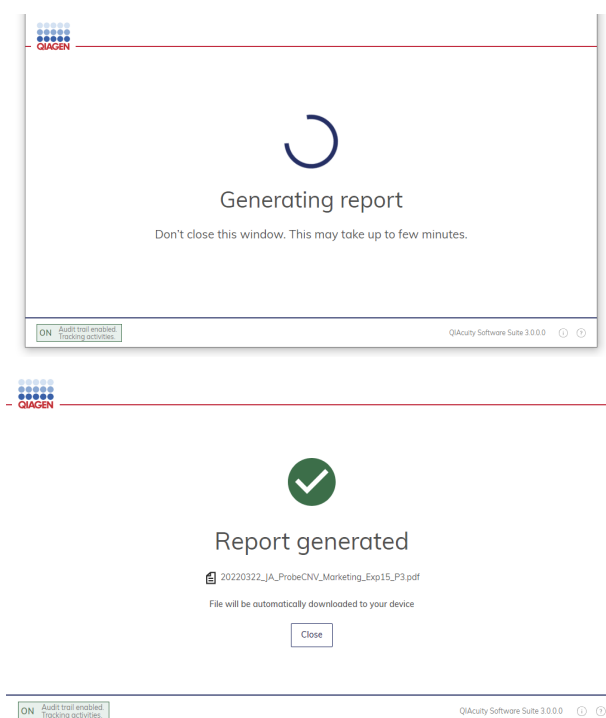 QIAGEN
Generating report
Don't close this window. This may take up to few minutes.
ON Audit trail enabled.
Tracking activities.
QIAcuity Software Suite 3.0.0.0
QIAGEN
Report generated
20220322_JA_ProbeCNV_Marketing_Exp15_P3.pdf
File will be automatically downloaded to your device
Close
ON Audit trail enabled.
Tracking activities.
QIAcuity Software Suite 3.0.0.0